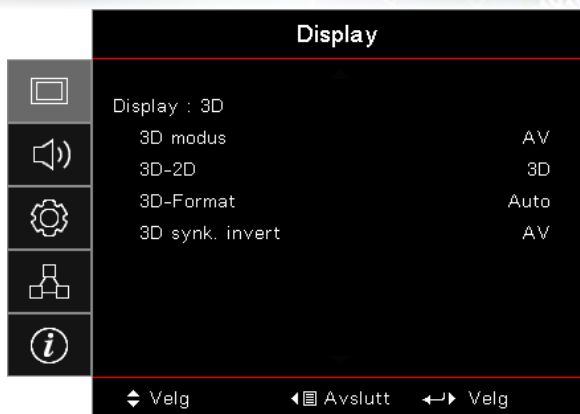 Display
Display : 3D
3D modus AV
3D-2D 3D
3D-Format Auto
3D synk. invert AV
Velg Avslutt Velg